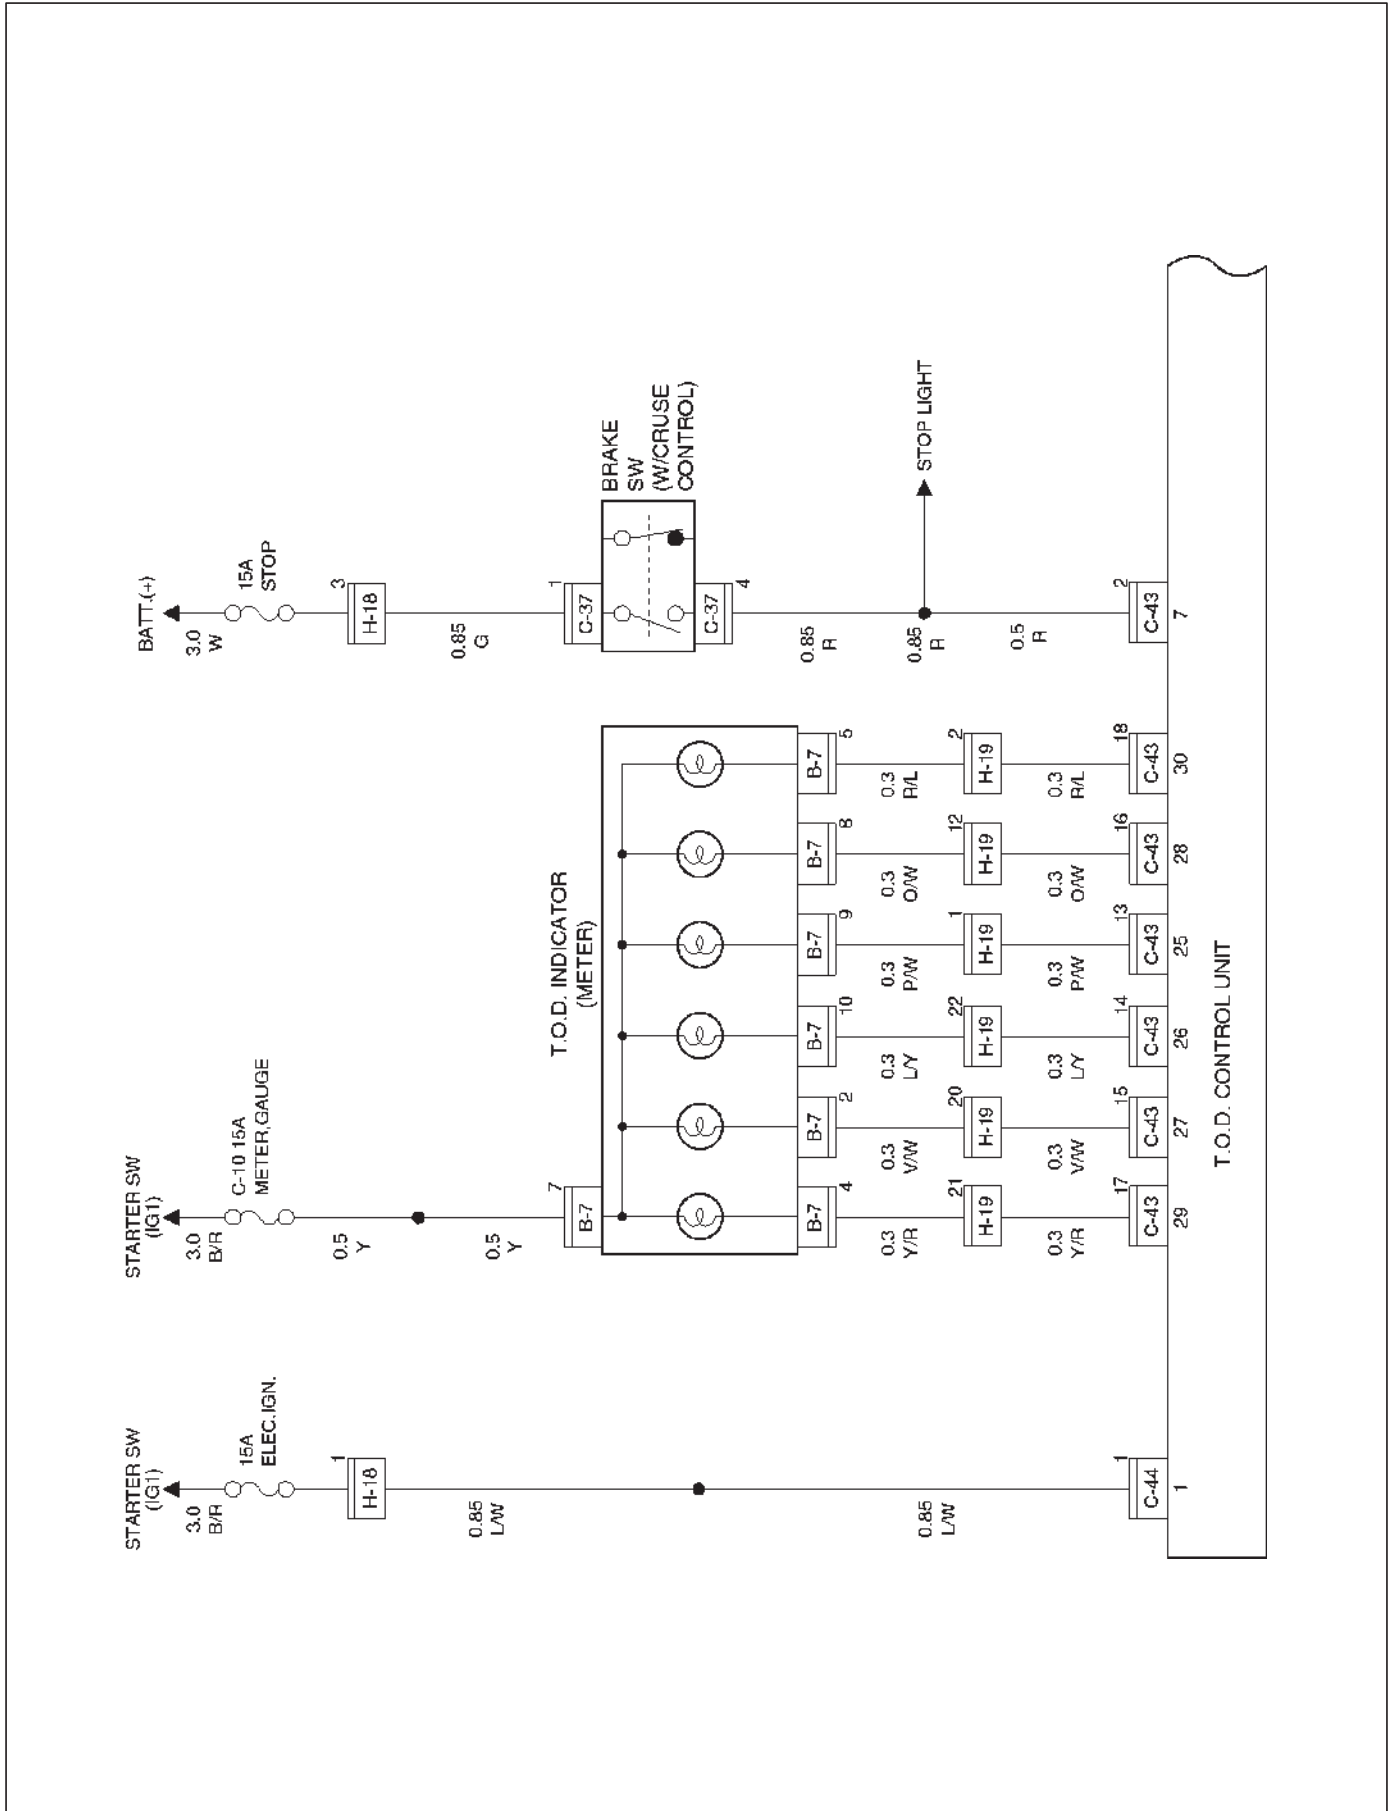 STARTER SW
(IG1)
3.0
B/R
15A
ELEC.IGN.
1
H-18
0.85
L/W
0.85
L/W
1
C-44
1
STARTER SW
(IG1)
3.0
B/R
C-10 15A
METER,GAUGE
0.5
Y
0.5
Y
7
B-7
T.O.D. INDICATOR
(METER)
B-7
4
B-7
2
B-7
10
B-7
9
B-7
8
B-7
5
0.3
Y/R
0.3
V/W
0.3
L/Y
0.3
P/W
0.3
O/W
0.3
R/L
21
H-19
20
H-19
22
H-19
1
H-19
12
H-19
2
H-19
0.3
Y/R
0.3
V/W
0.3
L/Y
0.3
P/W
0.3
O/W
0.3
R/L
17
C-43
29
15
C-43
27
14
C-43
26
13
C-43
25
16
C-43
28
18
C-43
30
BATT.(+)
3.0
W
15A
STOP
3
H-18
0.85
G
1
C-37
BRAKE
SW
(W/CRUSE
CONTROL)
C-37
4
0.85
R
0.85
R
STOP LIGHT
0.5
R
2
C-43
7
T.O.D. CONTROL UNIT